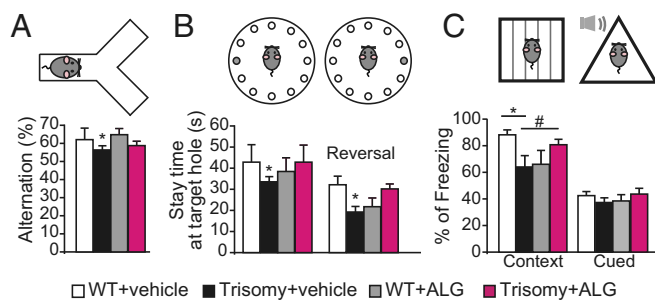 A
B
C
Alternation (%)
70
60
50
40
30
20
10
0
*
Stay time
at target hole (s)
60
50
40
30
20
10
0
*
Reversal
*
% of Freezing
100
80
60
40
20
0
*
#
Context
Cued
WT+vehicle
Trisomy+vehicle
WT+ALG
Trisomy+ALG